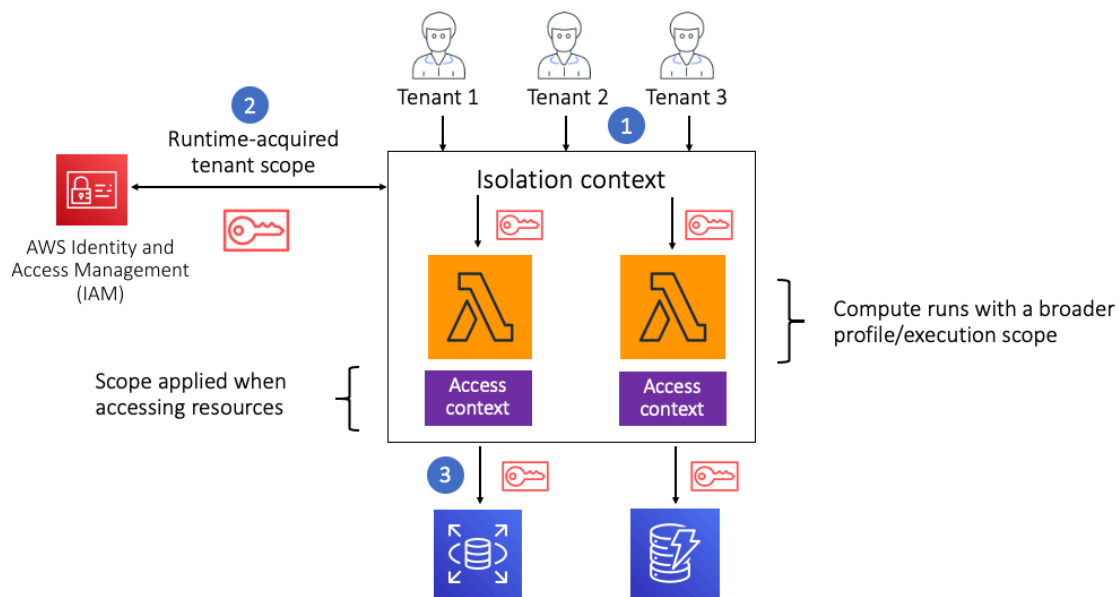 Tenant 1
Tenant 2
Tenant 3
1
2
Runtime-acquired
tenant scope
Isolation context
AWS Identity and
Access Management
(IAM)
Compute runs with a broader
profile/execution scope
Scope applied when
accessing resources
Access
context
Access
context
3